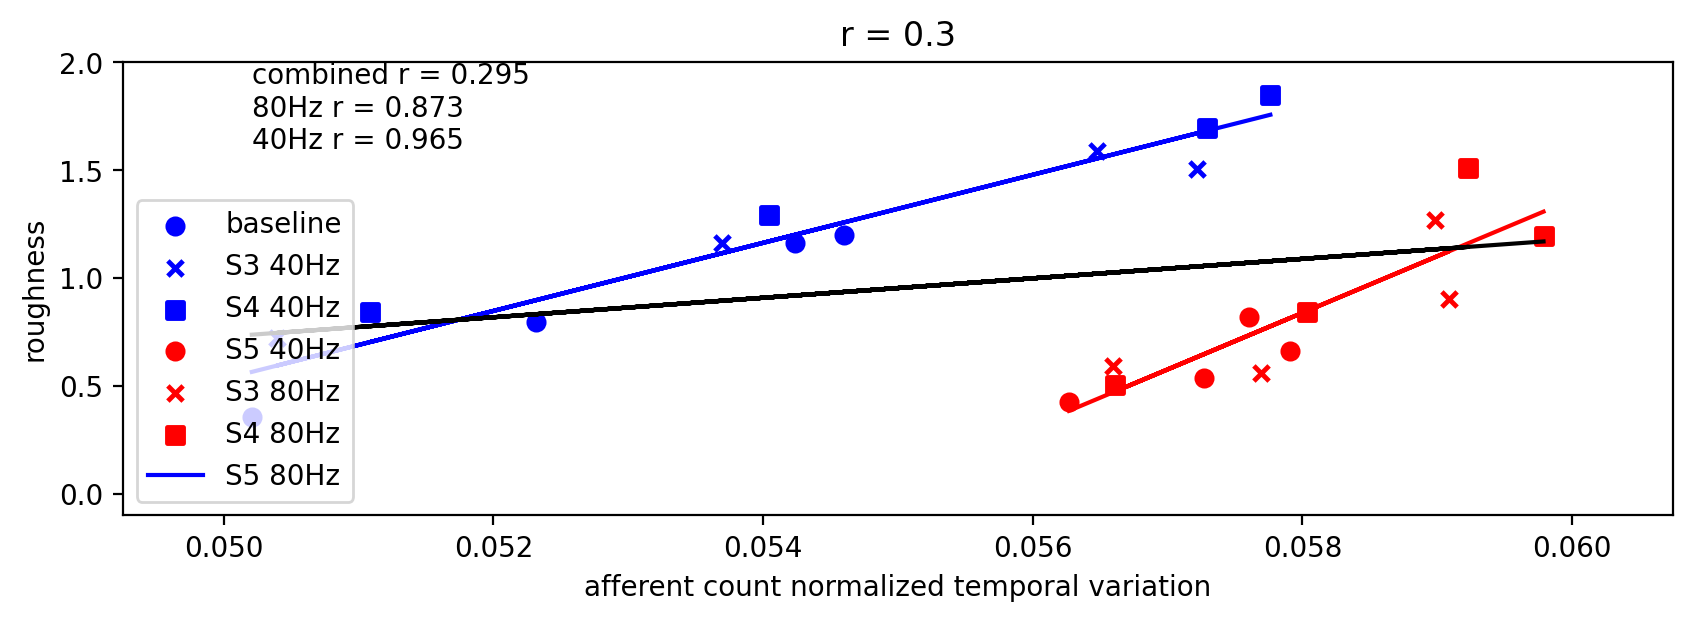 r = 0.3
combined r = 0.295
80Hz r = 0.873
40Hz r = 0.965
baseline
S3 40Hz
S4 40Hz
S5 40Hz
S3 80Hz
S4 80Hz
S5 80Hz
roughness
2.0
1.5
1.0
0.5
0.0
0.050 0.052 0.054 0.056 0.058 0.060
afferent count normalized temporal variation